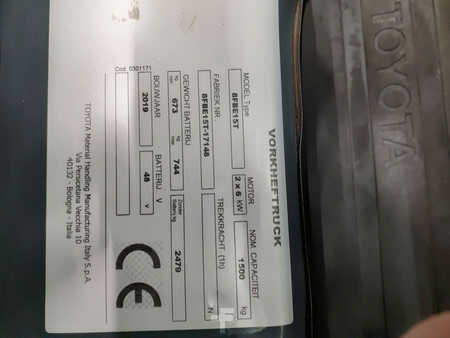 VORKHEFTRUCK
MODEL Type MOTOR NOM. CAPACITEIT
8FBE15T 2 x 6 kW 1500 kg
FABRIEK NR. TREKKRACHT (1h)
8FBE15T-17148 N
GEWICHT BATTERIJ
kg 673 kg 744 Zonder 2479
BOUWJAAR BATTERIJ, V
2019 48 V
Cod. 0301171
TOYOTA Material Handling Manufacturing Italy S.p.A.
Via Persicetana Vecchia 10
40132 - Bologna - Italia
CE
TOYOTA